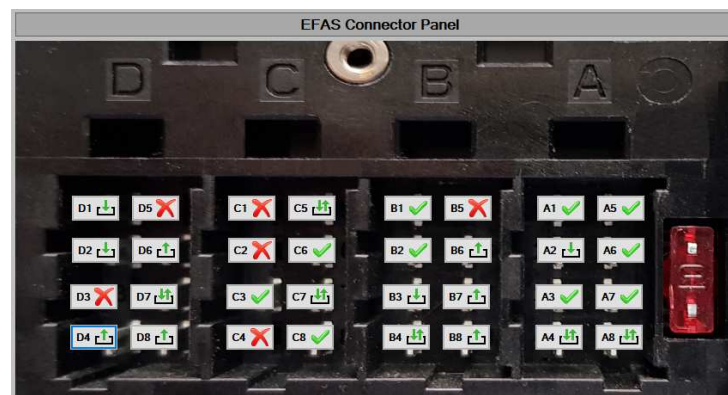 EFAS Connector Panel
D C B A
D1 D5 C1 C5 B1 B5 A1 A5
D2 D6 C2 C6 B2 B6 A2 A6
D3 D7 C3 C7 B3 B7 A3 A7
D4 D8 C4 C8 B4 B8 A4 A8